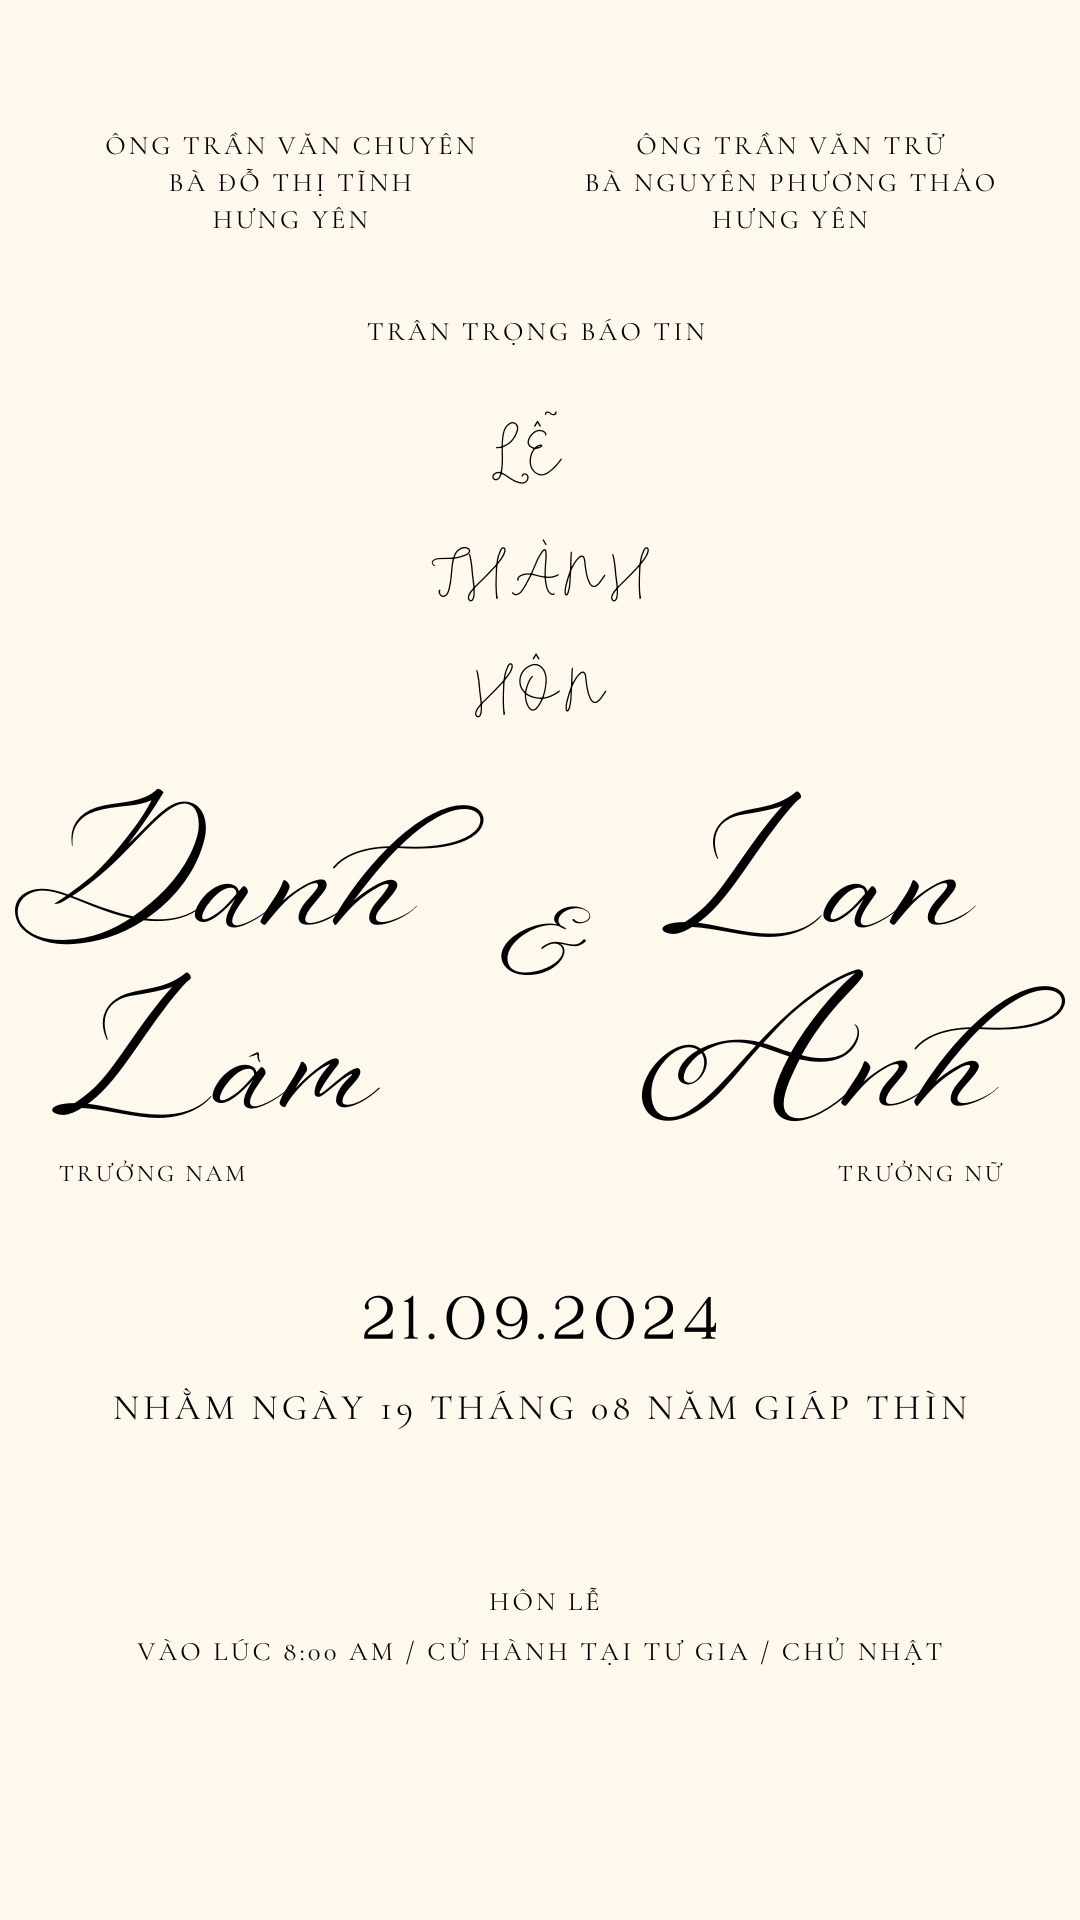 ÔNG TRẦN VĂN CHUYÊN
BÀ ĐỖ THỊ TĨNH
HƯNG YÊN
ÔNG TRẦN VĂN TRỮ
BÀ NGUYÊN PHƯƠNG THẢO
HƯNG YÊN
TRÂN TRỌNG BÁO TIN
LỄ
THÀNH
HÔN
Danh
Lâm
&
Lan
Anh
TRƯỞNG NAM
TRƯỞNG NỮ
21.09.2024
NHẰM NGÀY 19 THÁNG 08 NĂM GIÁP THÌN
HÔN LỄ
VÀO LÚC 8:00 AM / CỬ HÀNH TẠI TƯ GIA / CHỦ NHẬT